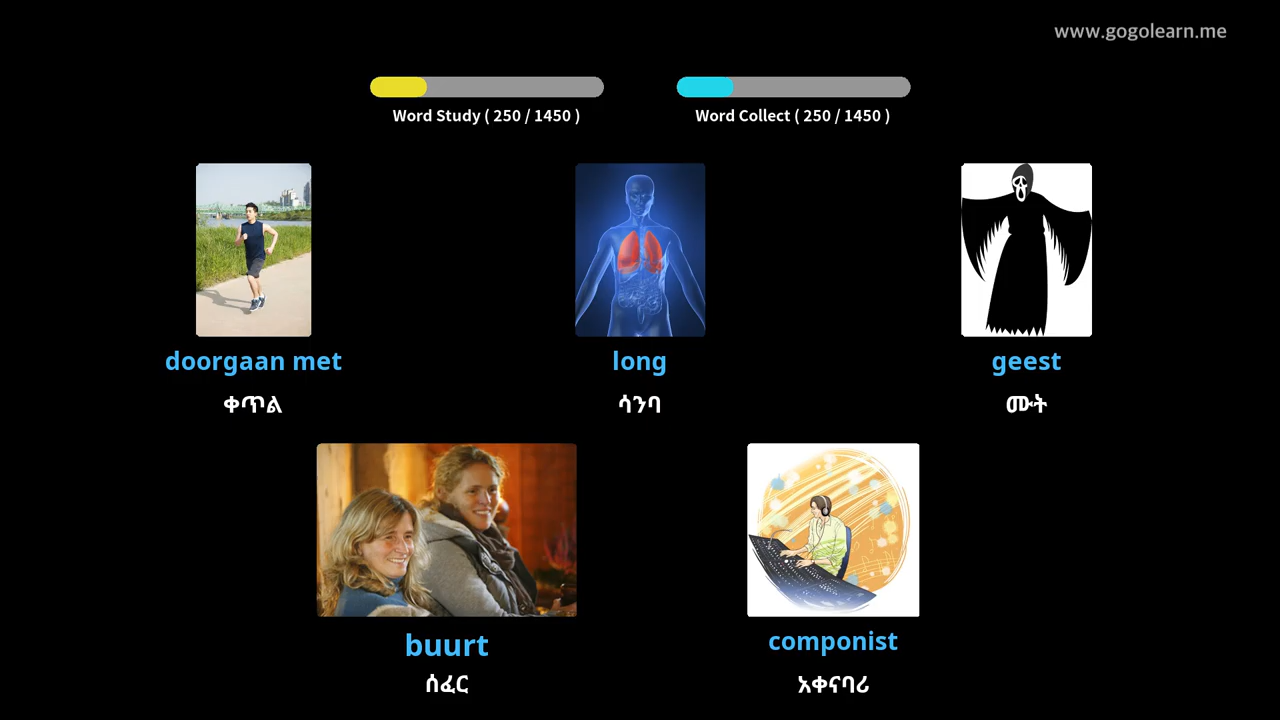 www.gogolearn.me
Word Study ( 250 / 1450 )
Word Collect ( 250 / 1450 )
doorgaan met
ቀጥል
long
ሳንባ
geest
ሙት
buurt
ሰፈር
componist
አቀናባሪ